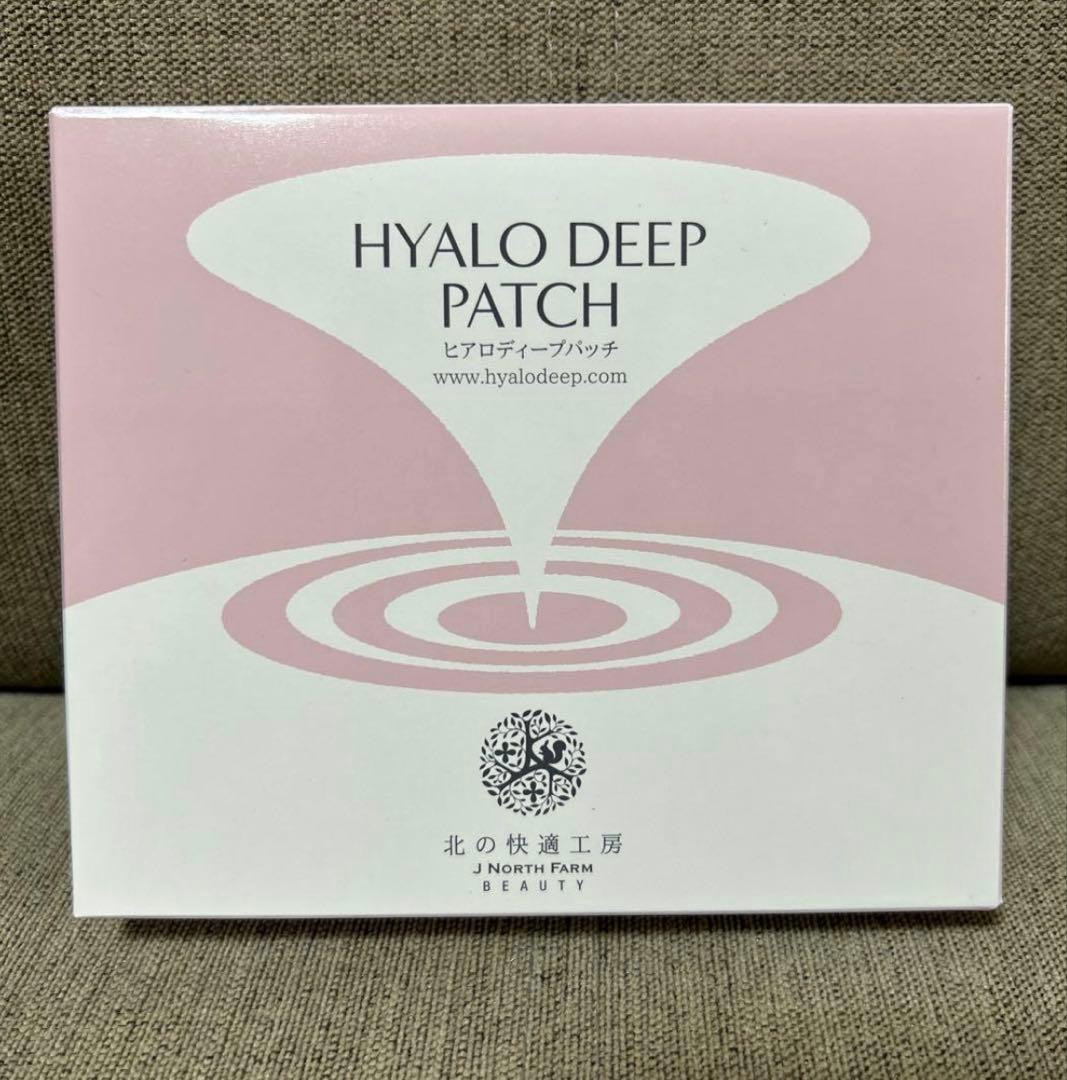 HYALO DEEP
PATCH
ヒアロディープパッチ
www.hyalodeep.com
北の快適工房
J NORTH FARM
BEAUTY